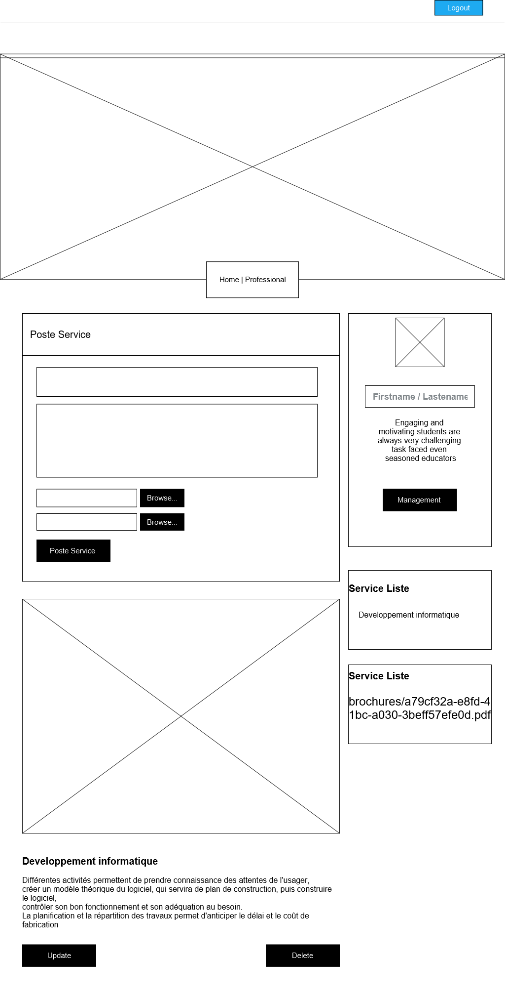 Logout
Home | Professional
Poste Service
Browse...
Browse...
Poste Service
Firstname / Lastename
Engaging and
motivating students are
always very challenging
task faced even
seasoned educators
Management
Service Liste
Developpement informatique
Service Liste
brochures/a79cf32a-e8fd-4
1bc-a030-3beff57efe0d.pdf
Developpement informatique
Différentes activités permettent de prendre connaissance des attentes de l'usager,
créer un modèle théorique du logiciel, qui servira de plan de construction, puis construire
le logiciel,
contrôler son bon fonctionnement et son adéquation au besoin.
La planification et la répartition des travaux permet d'anticiper le délai et le coût de
fabrication
Update
Delete